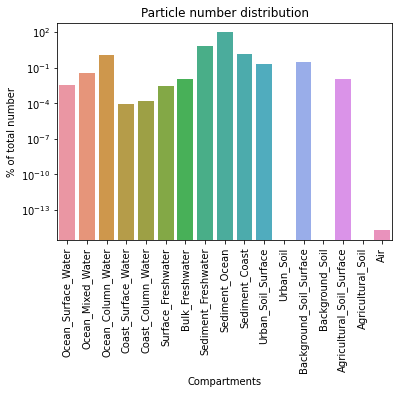 Particle number distribution
% of total number
10^2
10^-1
10^-4
10^-7
10^-10
10^-13
Ocean_Surface_Water
Ocean_Mixed_Water
Ocean_Column_Water
Coast_Surface_Water
Coast_Column_Water
Surface_Freshwater
Bulk_Freshwater
Sediment_Freshwater
Sediment_Ocean
Sediment_Coast
Urban_Soil_Surface
Urban_Soil
Background_Soil_Surface
Background_Soil
Agricultural_Soil_Surface
Agricultural_Soil
Air
Compartments